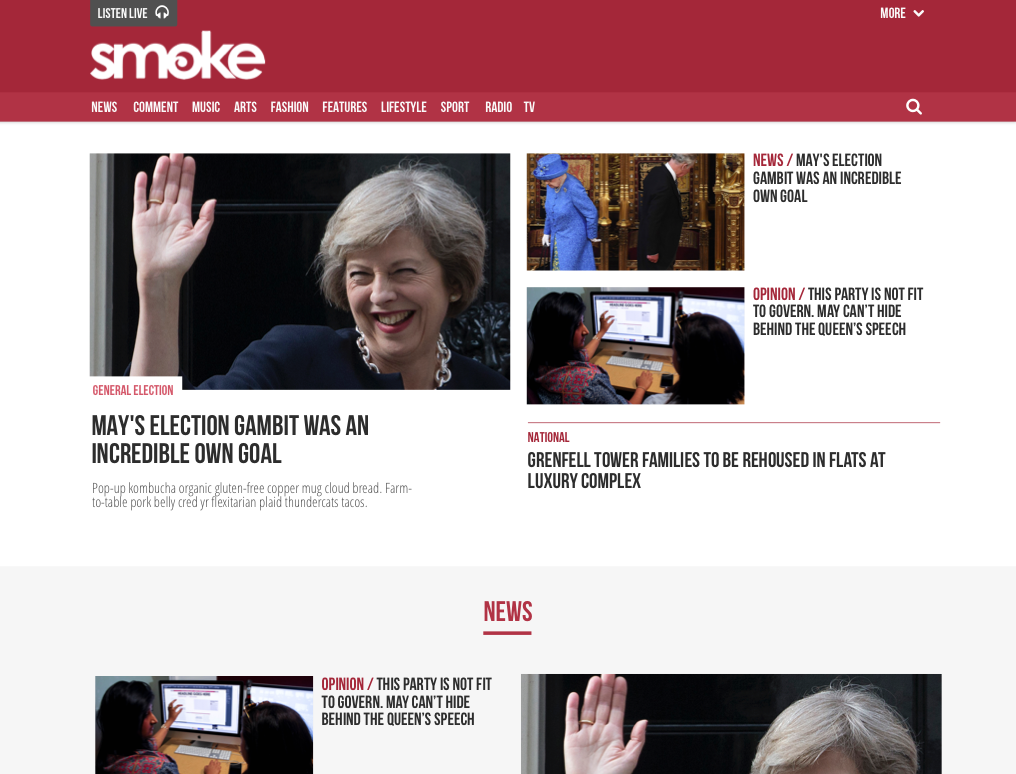 LISTEN LIVE
MORE
smoke
NEWS COMMENT MUSIC ARTS FASHION FEATURES LIFESTYLE SPORT RADIO TV
GENERAL ELECTION
MAY'S ELECTION GAMBIT WAS AN
INCREDIBLE OWN GOAL
Pop-up kombucha organic gluten-free copper mug cloud bread. Farm-
to-table pork belly cred yr flexitarian plaid thundercats tacos.
NEWS / MAY'S ELECTION
GAMBIT WAS AN INCREDIBLE
OWN GOAL
OPINION / THIS PARTY IS NOT FIT
TO GOVERN. MAY CAN'T HIDE
BEHIND THE QUEEN'S SPEECH
NATIONAL
GRENFELL TOWER FAMILIES TO BE REHOUSED IN FLATS AT
LUXURY COMPLEX
NEWS
OPINION / THIS PARTY IS NOT FIT
TO GOVERN. MAY CAN'T HIDE
BEHIND THE QUEEN'S SPEECH